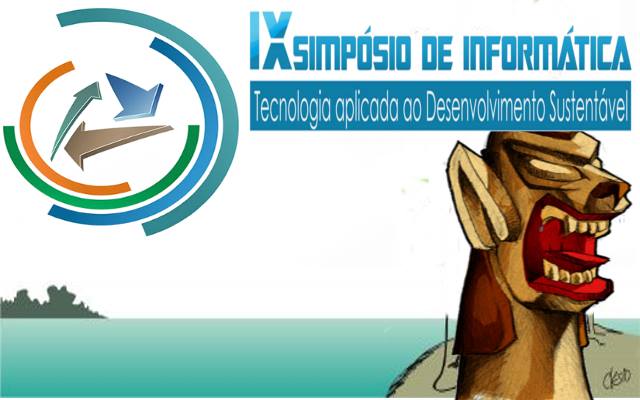 IX SIMPÓSIO DE INFORMÁTICA
Tecnologia aplicada ao Desenvolvimento Sustentável